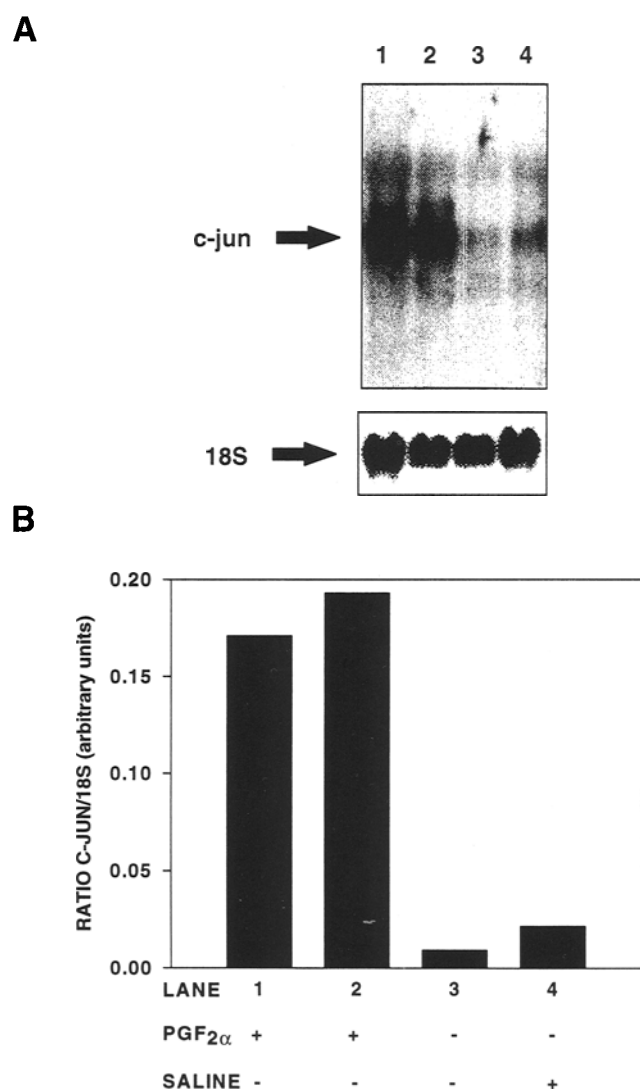 A
1 2 3 4
c-jun
18S
B
RATIO C-JUN/18S (arbitrary units)
0.20
0.15
0.10
0.05
0.00
LANE 1 2 3 4
PGF2α + + - -
SALINE - - - +